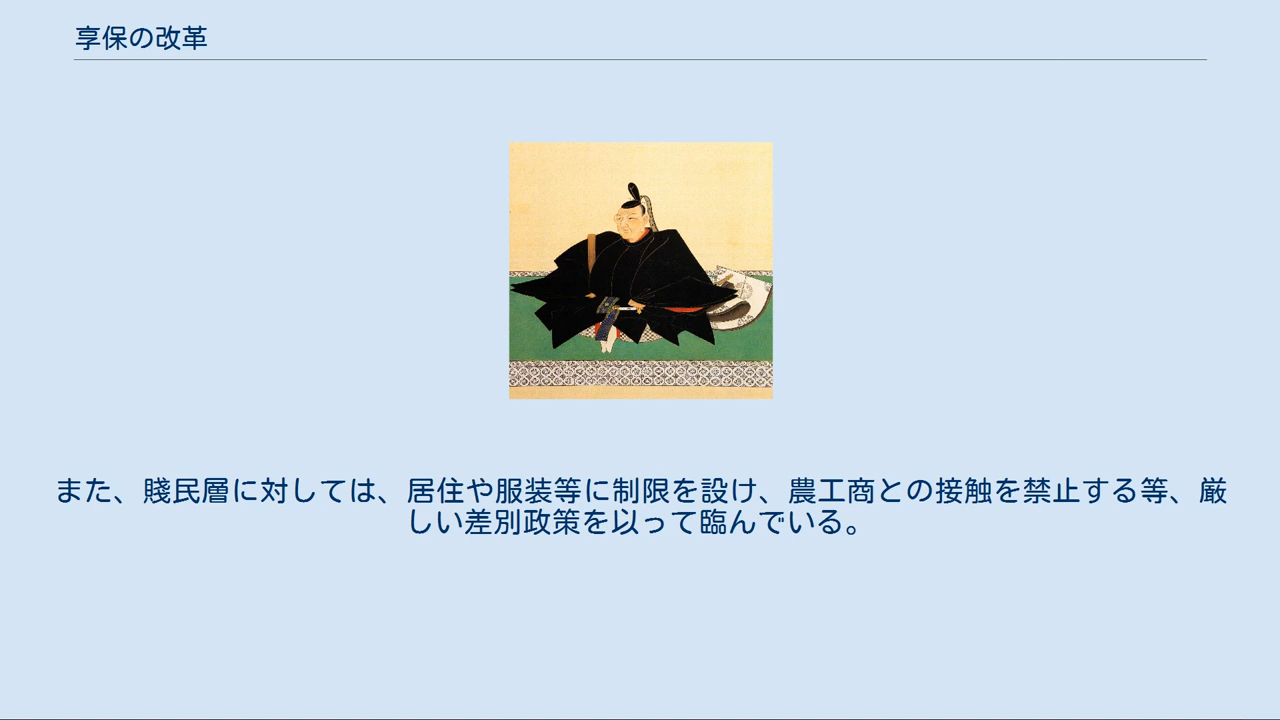 享保の改革
また、賤民層に対しては、居住や服装等に制限を設け、農工商との接触を禁止する等、厳
しい差別政策を以って臨んでいる。